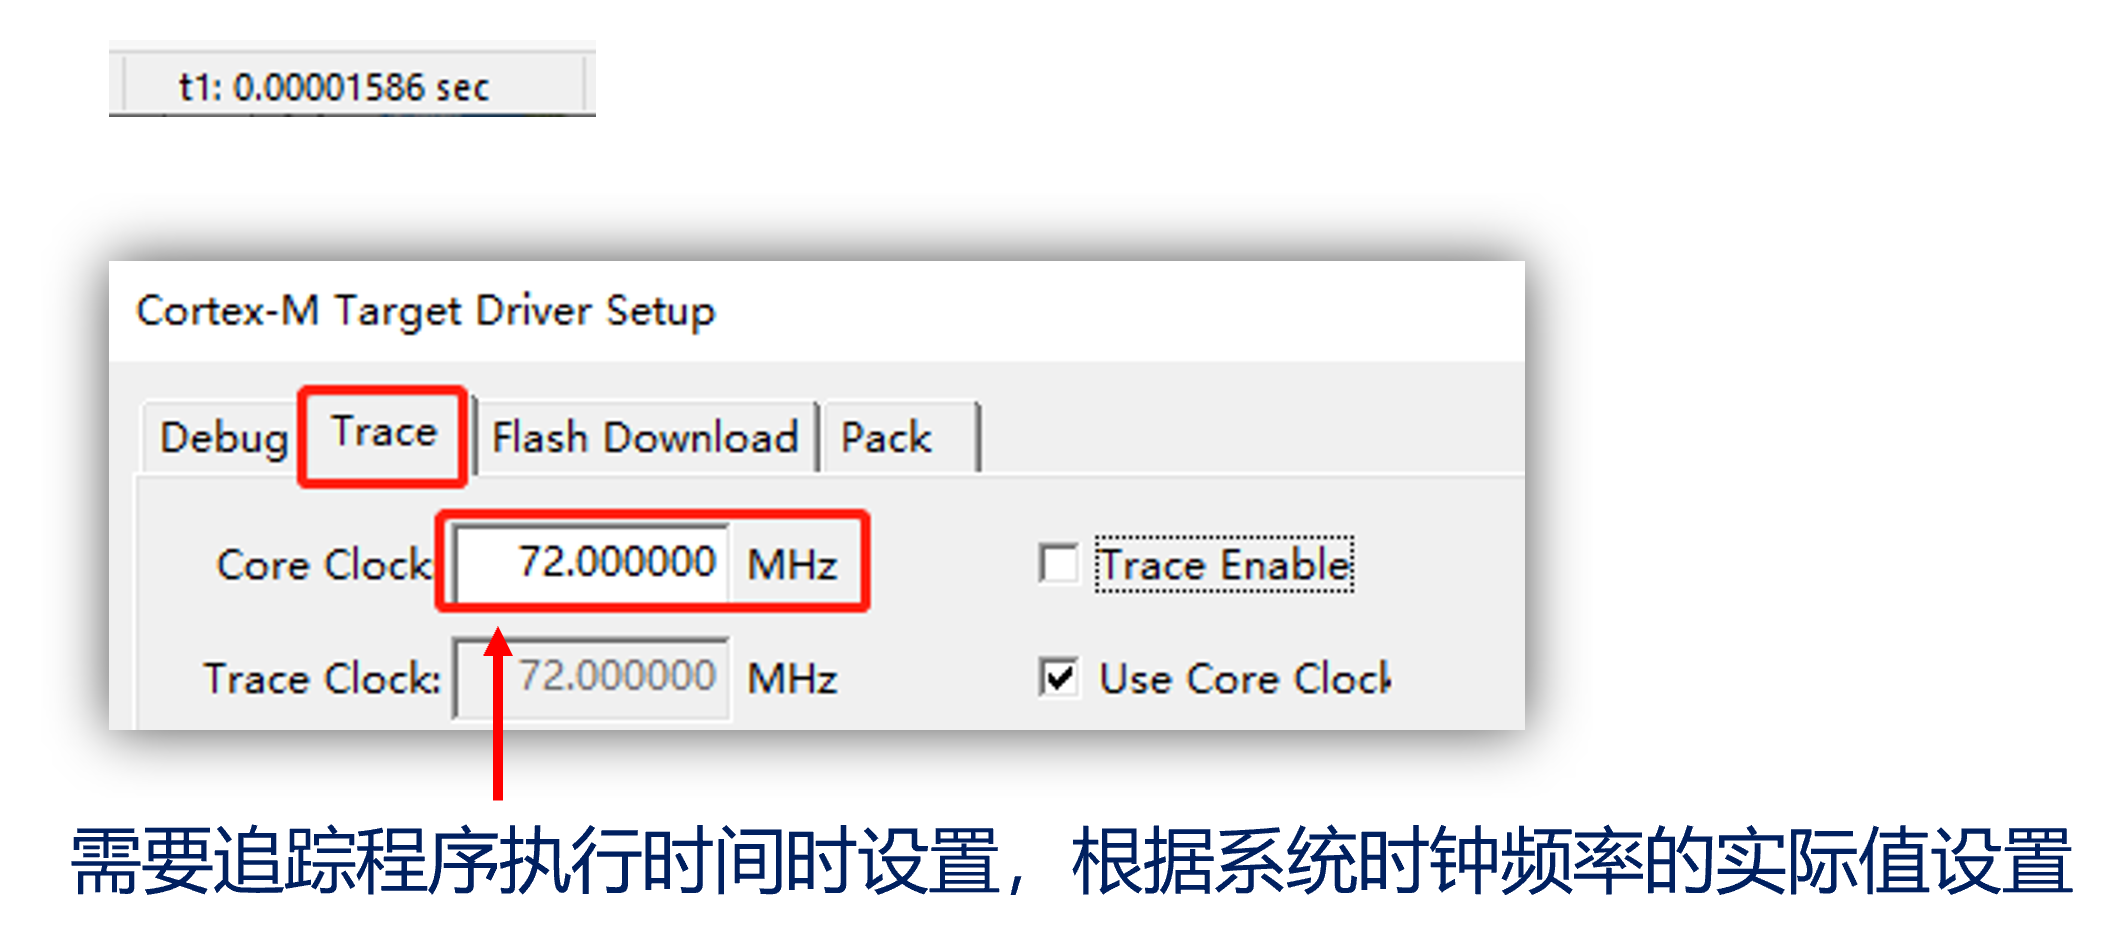 t1: 0.00001586 sec
Cortex-M Target Driver Setup
Debug Trace Flash Download Pack
Core Clock: 72.000000 MHz Trace Enable
Trace Clock: 72.000000 MHz Use Core Clock
需要追踪程序执行时间时设置，根据系统时钟频率的实际值设置